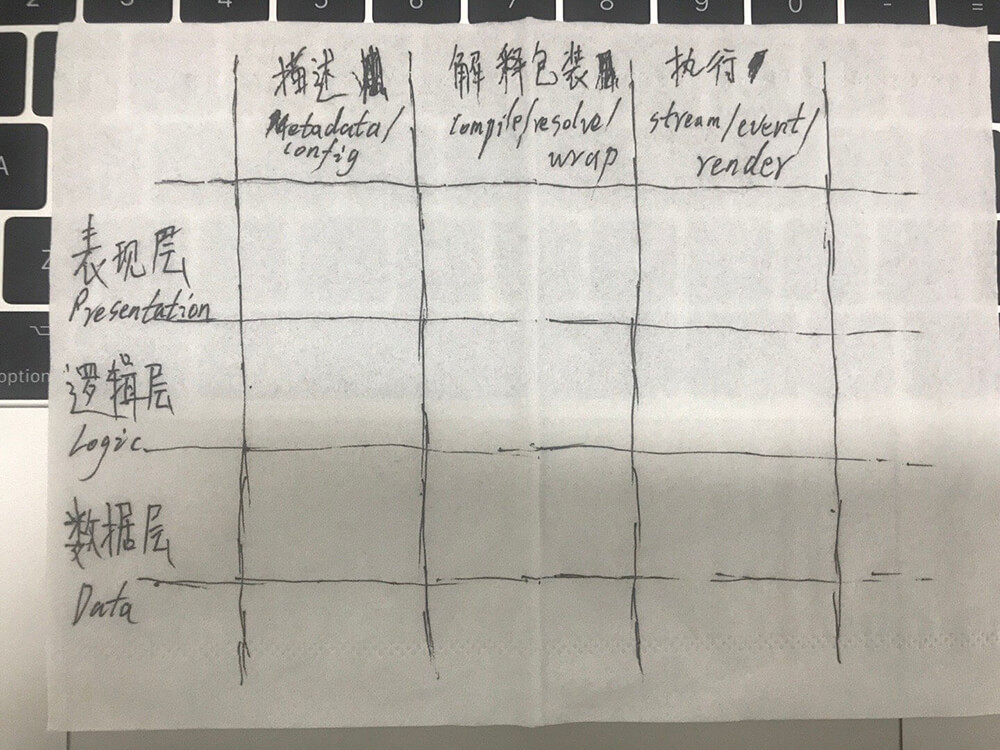 描述
解释包装
执行
Metadata/
config
compile/resolve/
wrap
stream/event/
render
表现层
Presentation
逻辑层
Logic
数据层
Data
option